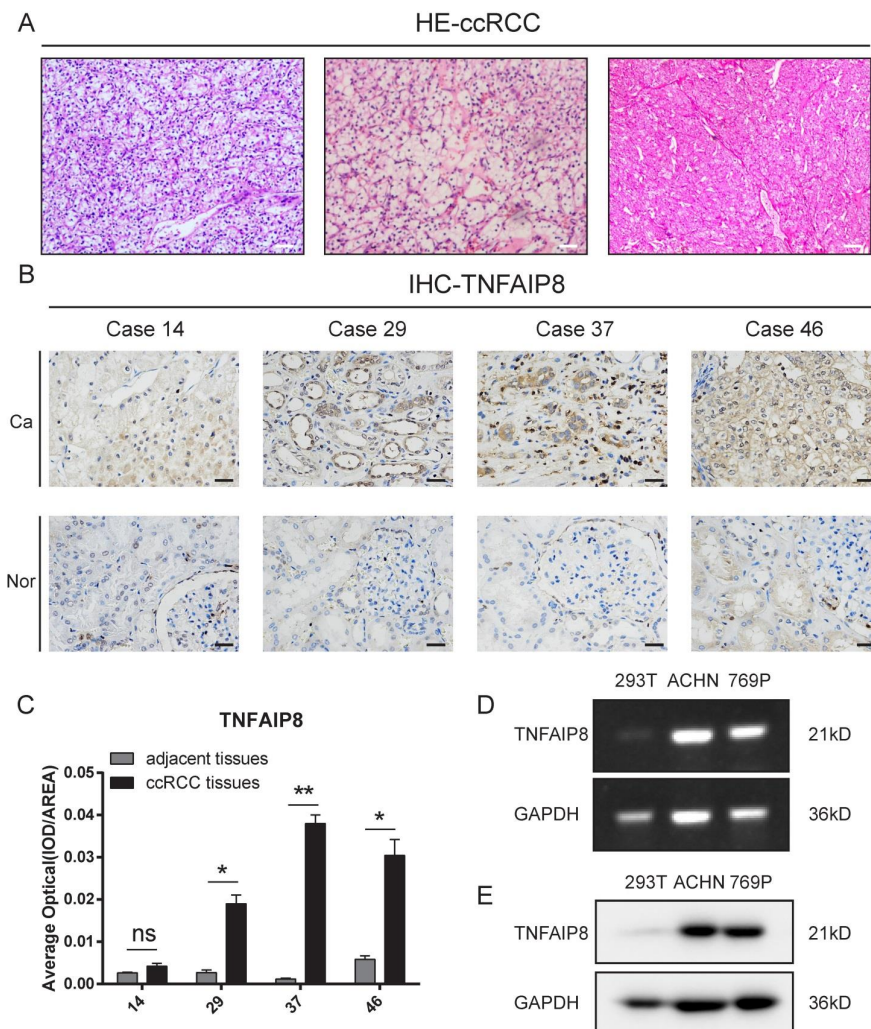 A
HE-ccRCC
B
IHC-TNFAIP8
Case 14 Case 29 Case 37 Case 46
Ca
Nor
C
TNFAIP8
adjacent tissues
ccRCC tissues
Average Optical(IOD/AREA)
0.05
0.04
0.03
0.02
0.01
0.00
ns
*
**
*
14 29 37 46
D
293T ACHN 769P
TNFAIP8 21kD
GAPDH 36kD
E
293T ACHN 769P
TNFAIP8 21kD
GAPDH 36kD